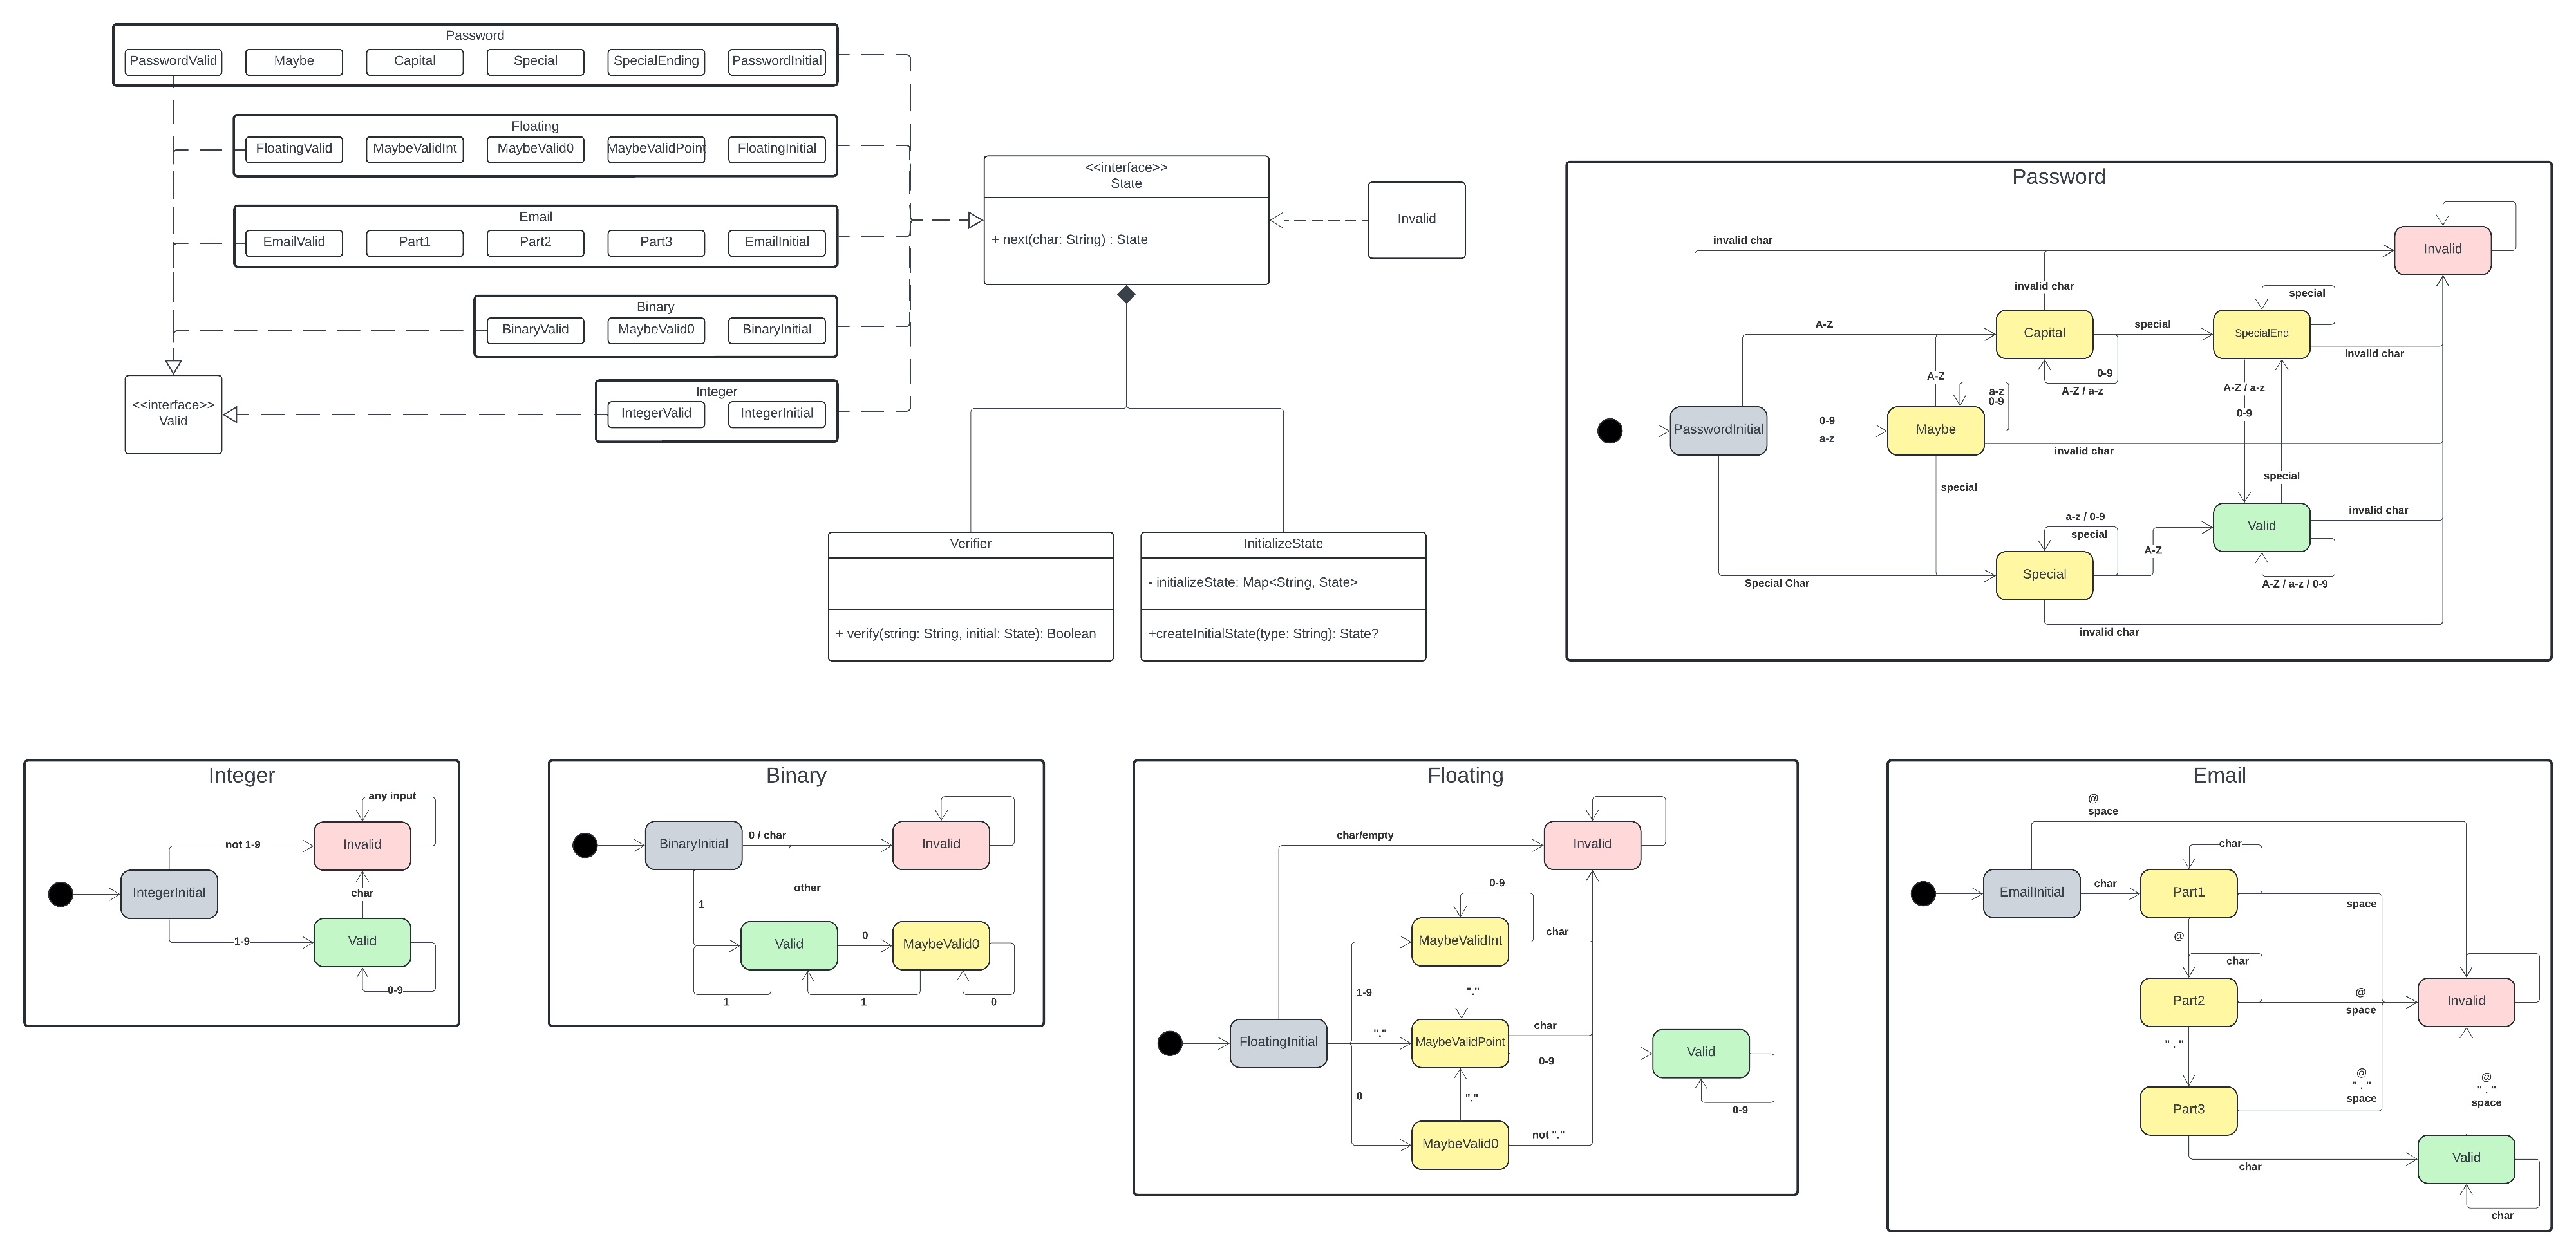 Password
PasswordValid
Maybe
Capital
Special
SpecialEnding
PasswordInitial
Floating
FloatingValid
MaybeValidInt
MaybeValid0
MaybeValidPoint
FloatingInitial
Email
EmailValid
Part1
Part2
Part3
EmailInitial
Binary
BinaryValid
MaybeValid0
BinaryInitial
Integer
IntegerValid
IntegerInitial
<<interface>>
Valid
<<interface>>
State
+ next(char: String) : State
Invalid
Verifier
+ verify(string: String, initial: State): Boolean
InitializeState
- initializeState: Map<String, State>
+createInitialState(type: String): State?
Password
invalid char
Invalid
invalid char
special
A-Z
Capital
special
SpecialEnd
invalid char
0-9
A-Z / a-z
A-Z
a-z
0-9
A-Z / a-z
0-9
PasswordInitial
0-9
a-z
Maybe
invalid char
special
special
a-z / 0-9
special
Valid
invalid char
A-Z
Special Char
Special
A-Z / a-z / 0-9
invalid char
Integer
any input
not 1-9
Invalid
IntegerInitial
char
1-9
Valid
0-9
Binary
BinaryInitial
0 / char
Invalid
other
1
Valid
0
MaybeValid0
1
1
0
Floating
char/empty
Invalid
0-9
MaybeValidInt
char
1-9
"."
FloatingInitial
"."
MaybeValidPoint
char
0-9
Valid
0
"."
0-9
MaybeValid0
not "."
Email
@
space
char
EmailInitial
char
Part1
space
@
char
Part2
@
space
Invalid
" . "
@
" . "
space
@
" . "
space
Part3
char
Valid
char